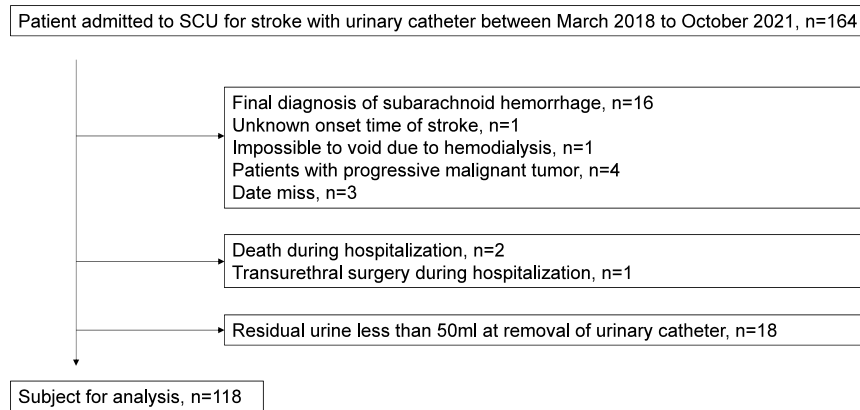 Patient admitted to SCU for stroke with urinary catheter between March 2018 to October 2021, n=164
Final diagnosis of subarachnoid hemorrhage, n=16
Unknown onset time of stroke, n=1
Impossible to void due to hemodialysis, n=1
Patients with progressive malignant tumor, n=4
Date miss, n=3
Death during hospitalization, n=2
Transurethral surgery during hospitalization, n=1
Residual urine less than 50ml at removal of urinary catheter, n=18
Subject for analysis, n=118